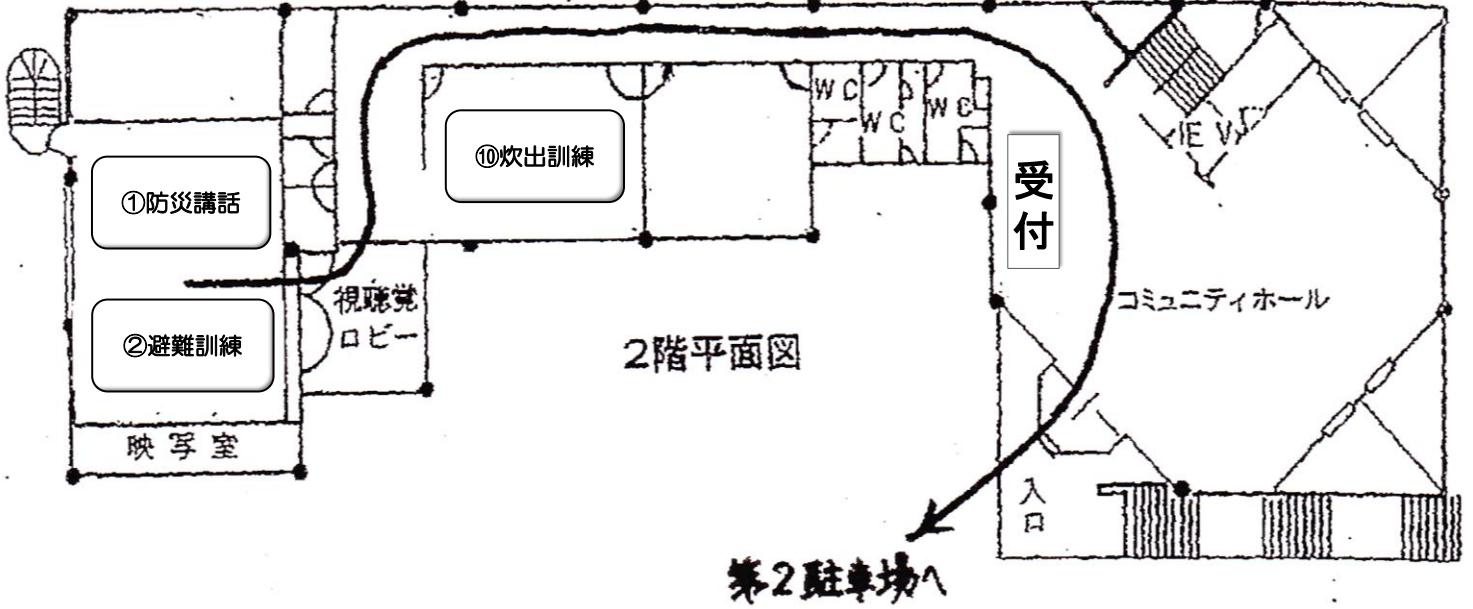 WC
WC
WC
EV
⑩炊出訓練
受付
①防災講話
視聴覚
ロビー
コミュニティホール
②避難訓練
2階平面図
映写室
入口
第2駐車場へ